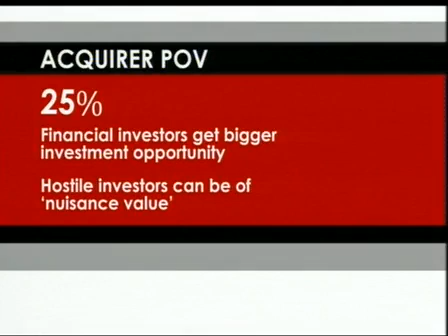 ACQUIRER POV
25%
Financial investors get bigger
investment opportunity
Hostile investors can be of
‘nuisance value’